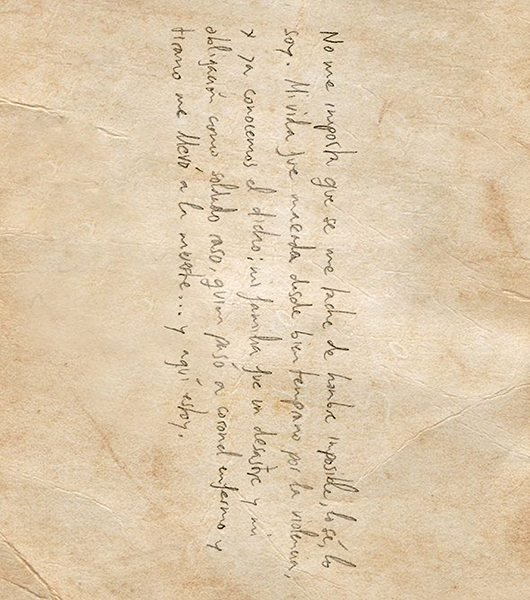 No me importa que se me tache de hombre imposible, lo sé, lo
soy. Mi vida fue marcada desde bien temprano por la violencia,
y ya conocemos el dicho; mi familia fue un desastre y mi
obligación como soldado raso, quien pasó a coronel enfermo y
tirano me llevó a la muerte... y aquí estoy.